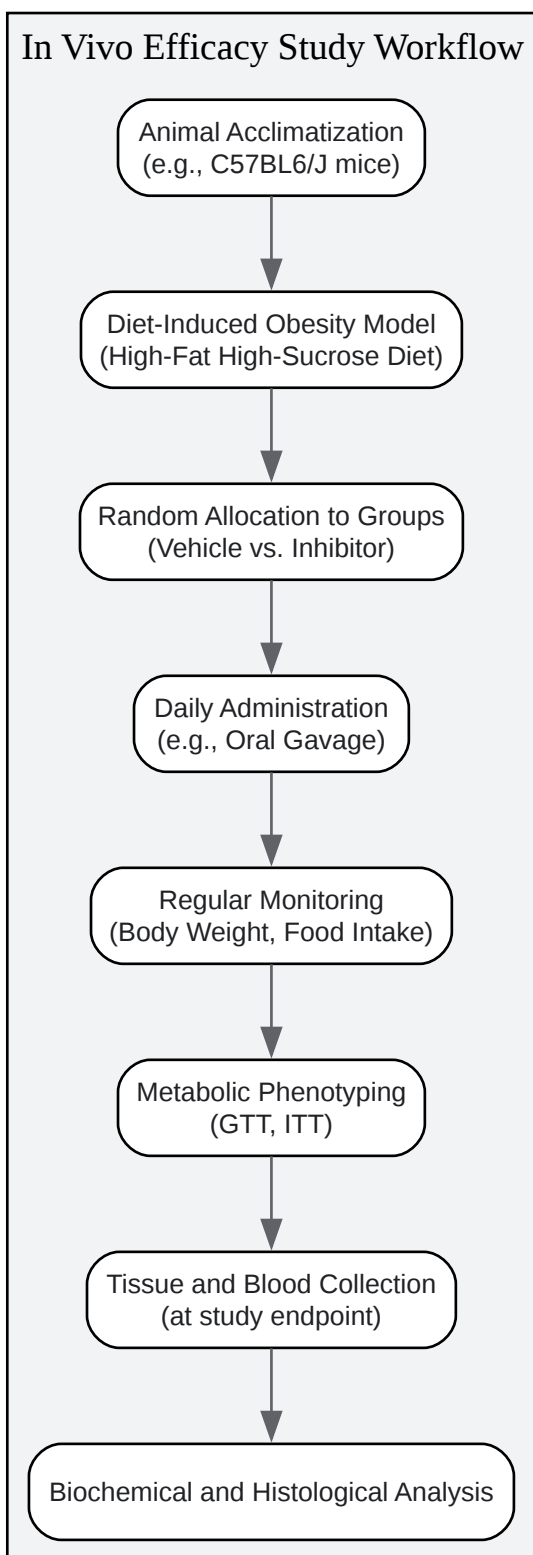 In Vivo Efficacy Study Workflow
Animal Acclimatization
(e.g., C57BL6/J mice)
Diet-Induced Obesity Model
(High-Fat High-Sucrose Diet)
Random Allocation to Groups
(Vehicle vs. Inhibitor)
Daily Administration
(e.g., Oral Gavage)
Regular Monitoring
(Body Weight, Food Intake)
Metabolic Phenotyping
(GTT, ITT)
Tissue and Blood Collection
(at study endpoint)
Biochemical and Histological Analysis